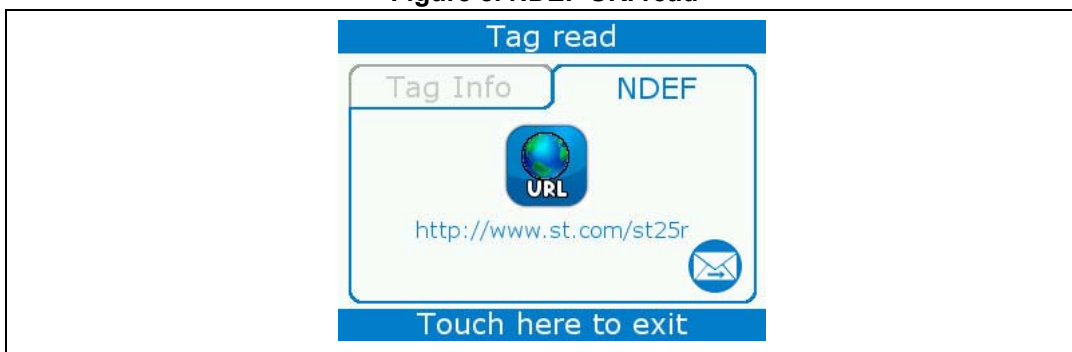 Tag read
Tag Info
NDEF
URL
http://www.st.com/st25r
Touch here to exit